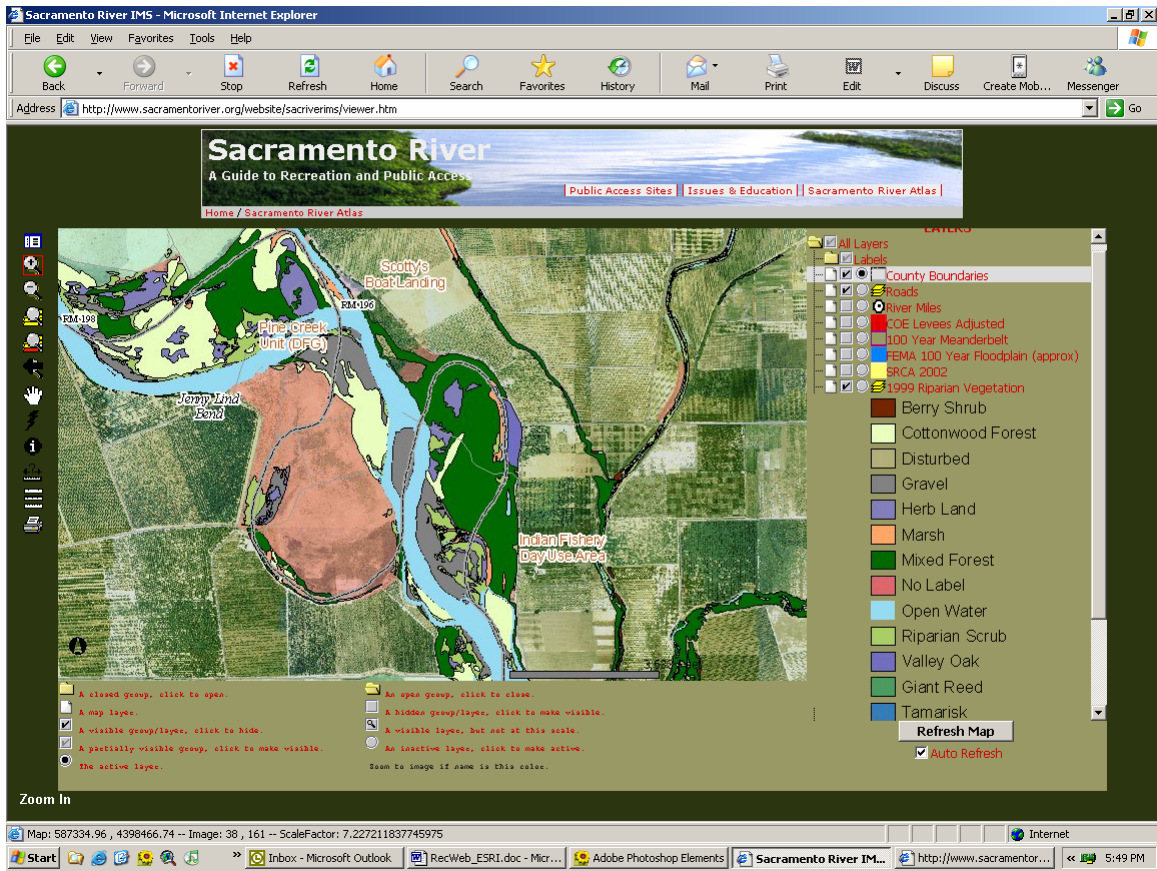 Sacramento River IMS - Microsoft Internet Explorer
File Edit View Favorites Tools Help
Back Forward Stop Refresh Home Search Favorites History Mail Print Edit Discuss Create Mob... Messenger
Address http://www.sacramentoriver.org/website/sacriverims/viewer.htm Go
Sacramento River
A Guide to Recreation and Public Access
Public Access Sites Issues & Education Sacramento River Atlas
Home / Sacramento River Atlas
LAYERS
All Layers
Labels
County Boundaries
Roads
River Miles
COE Levees Adjusted
100 Year Meanderbelt
FEMA 100 Year Floodplain (approx)
SRCA 2002
1999 Riparian Vegetation
Berry Shrub
Cottonwood Forest
Disturbed
Gravel
Herb Land
Marsh
Mixed Forest
No Label
Open Water
Riparian Scrub
Valley Oak
Giant Reed
Tamarisk
Refresh Map
Auto Refresh
Scotty's
Boat Landing
RM-196
RM-198
Pine Creek
Unit (DFG)
Jenny Lind
Bend
Indian Fishery
Day Use Area
A closed group, click to open.
A map layer.
A visible group/layer, click to hide.
A partially visible group, click to make visible.
The active layer.
An open group, click to close.
A hidden group/layer, click to make visible.
A visible layer, but not at this scale.
An inactive layer, click to make active.
Zoom to image if name is this color.
Zoom In
Map: 587334.96 , 4398466.74 -- Image: 38 , 161 -- ScaleFactor: 7.227211837745975
Internet
Start » Inbox - Microsoft Outlook RecWeb_ESRI.doc - Micr... Adobe Photoshop Elements Sacramento River IM... http://www.sacramentor... « 5:49 PM